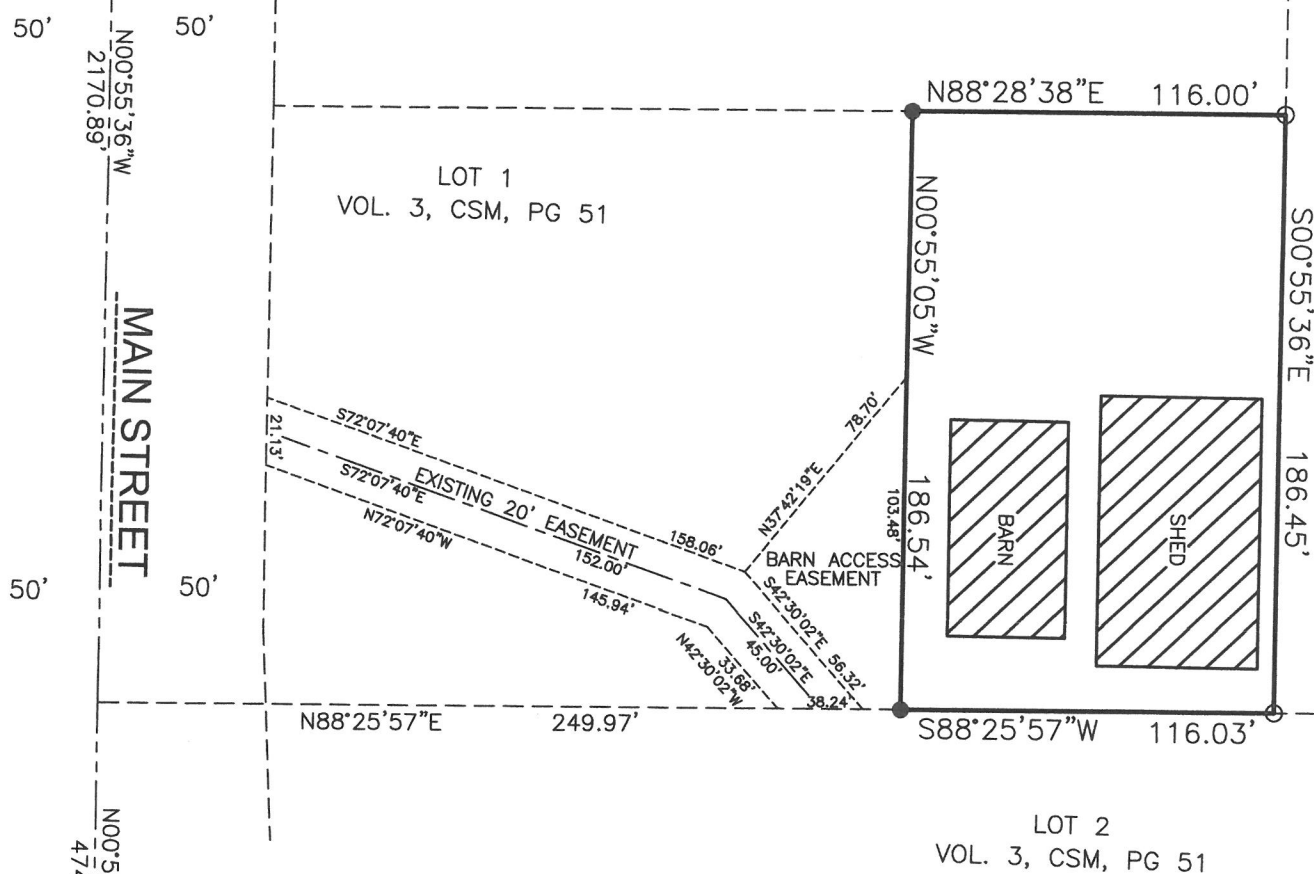 50'
50'
N00°55'36"W
2170.89'
N88°28'38"E 116.00'
LOT 1
VOL. 3, CSM, PG 51
N00°55'05"W
186.54'
S00°55'36"E
186.45'
MAIN STREET
S72°07'40"E
158.06'
21.13'
S72°07'40"E
EXISTING 20' EASEMENT
152.00'
N72°07'40"W
145.94'
78.70'
N37°42'19"E
103.48'
BARN ACCESS
EASEMENT
BARN
SHED
50'
50'
S42°30'02"E 56.32'
S42°30'02"E
45.00'
33.68'
N42°30'02"W
38.24'
N88°25'57"E 249.97'
S88°25'57"W 116.03'
N00°5
474
LOT 2
VOL. 3, CSM, PG 51